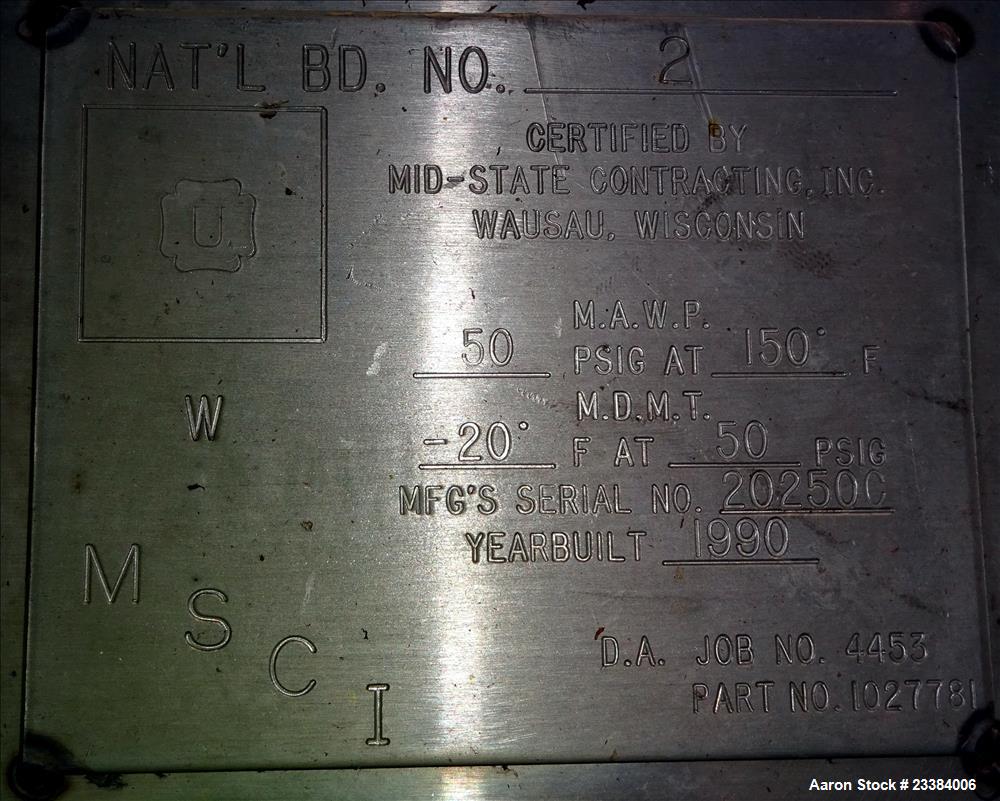 NAT'L BD. NO. 2
U
CERTIFIED BY
MID-STATE CONTRACTING, INC.
WAUSAU, WISCONSIN
M.A.W.P.
50 PSIG AT 150° F
M.D.M.T.
-20° F AT 50 PSIG
MFG'S SERIAL NO. 20250C
YEARBUILT 1990
W
M
S
C
I
D.A. JOB NO. 4453
PART NO. 1027781
Aaron Stock # 23384006